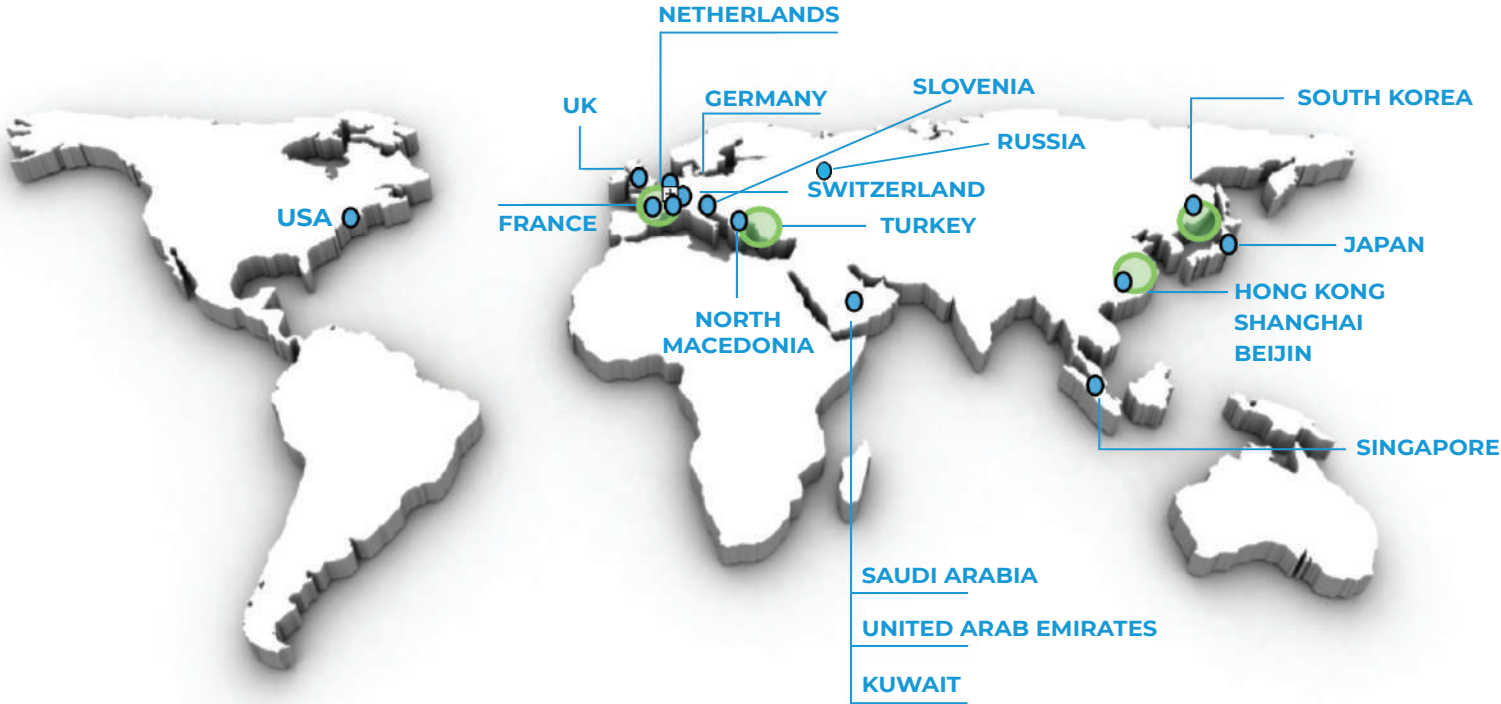 NETHERLANDS
SLOVENIA
UK
GERMANY
SOUTH KOREA
RUSSIA
SWITZERLAND
USA
FRANCE
TURKEY
JAPAN
HONG KONG
SHANGHAI
BEIJIN
NORTH
MACEDONIA
SINGAPORE
SAUDI ARABIA
UNITED ARAB EMIRATES
KUWAIT